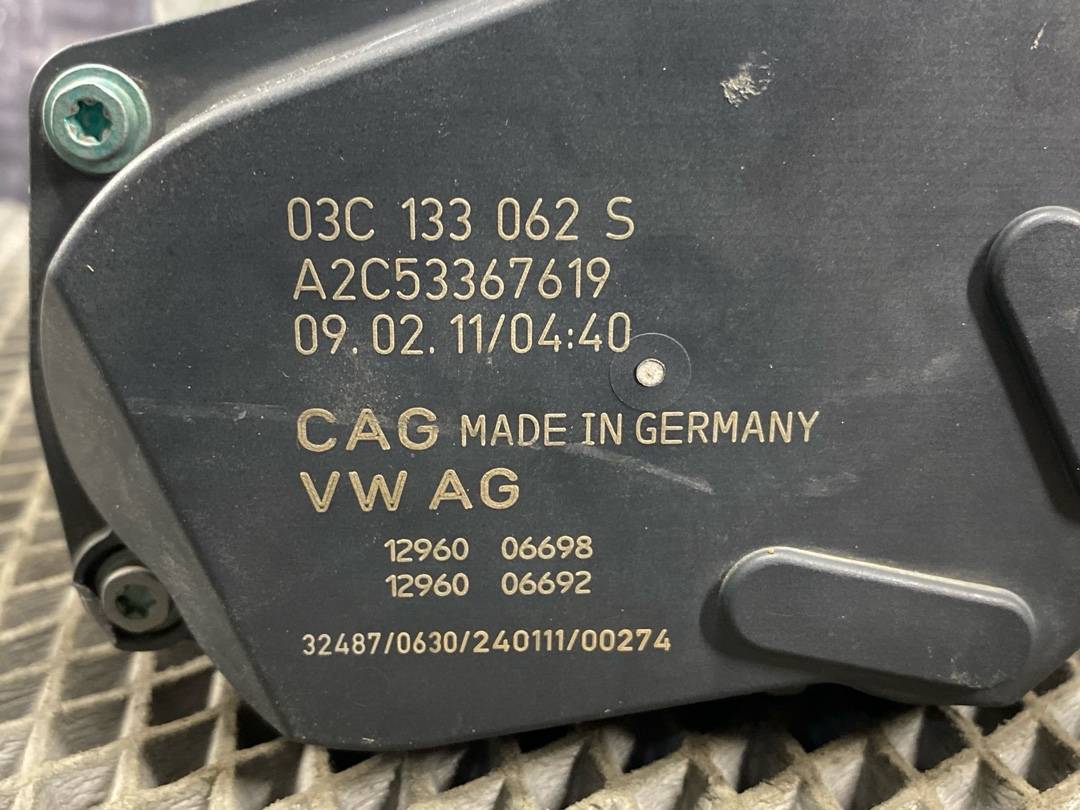 03C 133 062 S
A2C53367619
09.02.11/04:40
CAG MADE IN GERMANY
VW AG
12960 06698
12960 06692
32487/0630/240111/00274